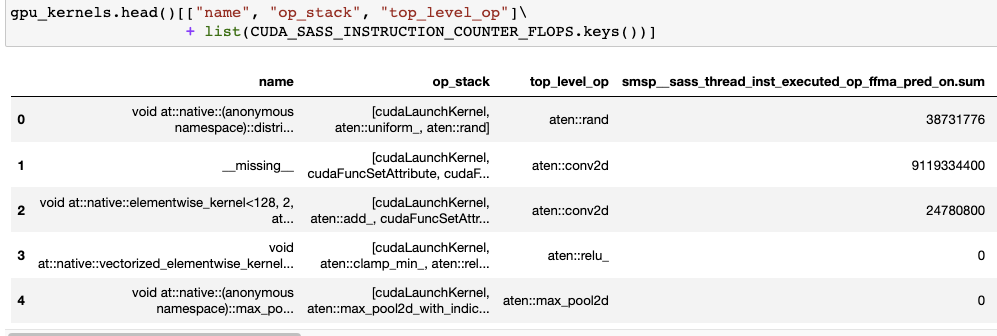 gpu_kernels.head()[["name", "op_stack", "top_level_op"]\
+ list(CUDA_SASS_INSTRUCTION_COUNTER_FLOPS.keys())]
name op_stack top_level_op smsp__sass_thread_inst_executed_op_ffma_pred_on.sum
0 void at::native::(anonymous namespace)::distri... [cudaLaunchKernel, aten::uniform_, aten::rand] aten::rand 38731776
1 __missing__ [cudaLaunchKernel, cudaFuncSetAttribute, cudaF... aten::conv2d 9119334400
2 void at::native::elementwise_kernel<128, 2, at... [cudaLaunchKernel, aten::add_, cudaFuncSetAttr... aten::conv2d 24780800
3 void at::native::vectorized_elementwise_kernel... [cudaLaunchKernel, aten::clamp_min_, aten::rel... aten::relu_ 0
4 void at::native::(anonymous namespace)::max_po... [cudaLaunchKernel, aten::max_pool2d_with_indic... aten::max_pool2d 0